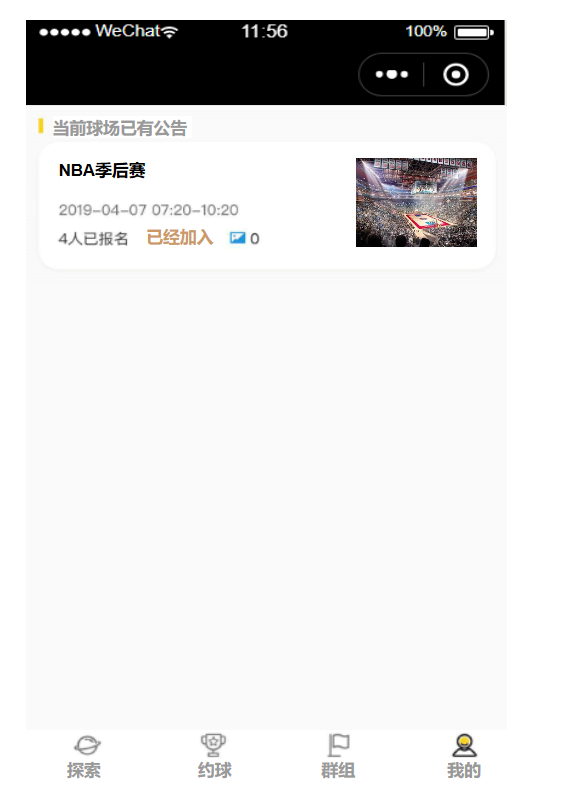 WeChat 11:56 100%
当前球场已有公告
NBA季后赛
2019-04-07 07:20-10:20
4人已报名 已经加入 0
探索 约球 群组 我的